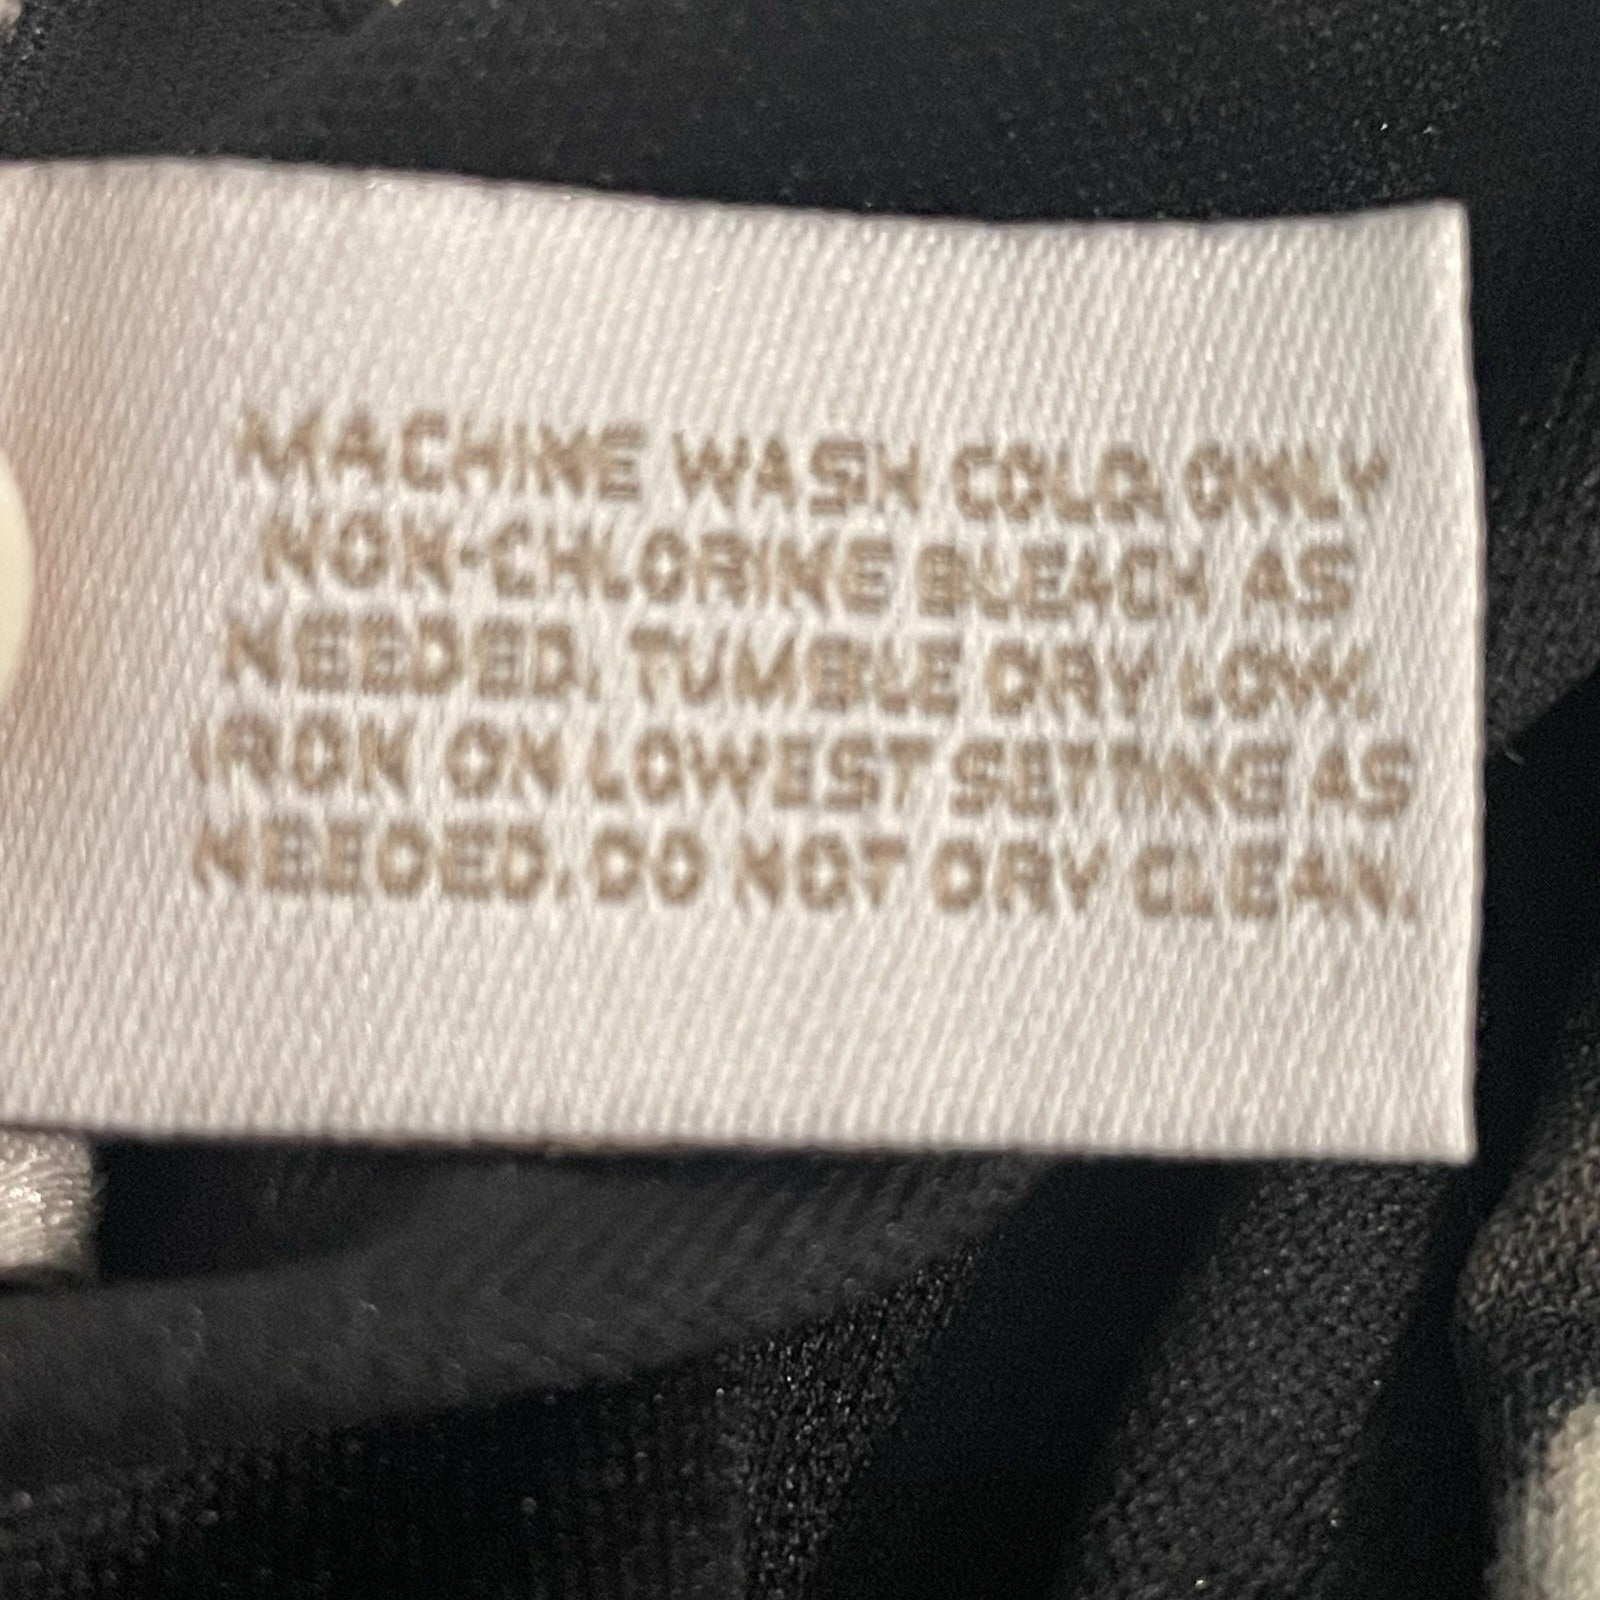 MACHINE WASH COLD. ONLY
NON-CHLORINE BLEACH AS
NEEDED. TUMBLE DRY LOW.
IRON ON LOWEST SETTING AS
NEEDED. DO NOT DRY CLEAN.